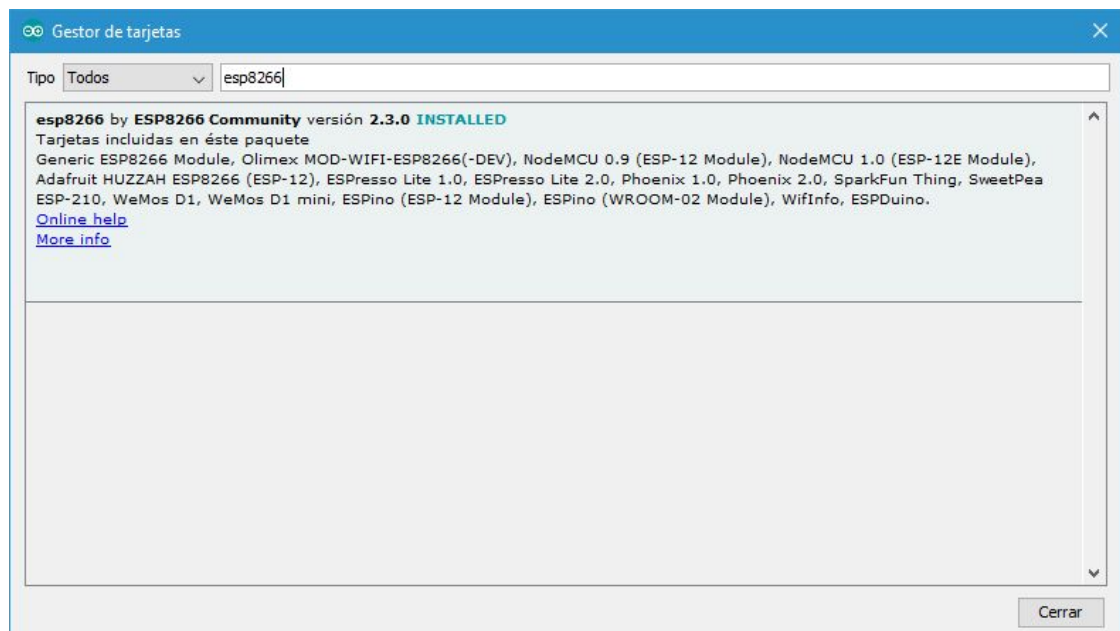 Gestor de tarjetas
Tipo Todos esp8266
esp8266 by ESP8266 Community versión 2.3.0 INSTALLED
Tarjetas incluidas en éste paquete
Generic ESP8266 Module, Olimex MOD-WIFI-ESP8266(-DEV), NodeMCU 0.9 (ESP-12 Module), NodeMCU 1.0 (ESP-12E Module),
Adafruit HUZZAH ESP8266 (ESP-12), ESPresso Lite 1.0, ESPresso Lite 2.0, Phoenix 1.0, Phoenix 2.0, SparkFun Thing, SweetPea
ESP-210, WeMos D1, WeMos D1 mini, ESPino (ESP-12 Module), ESPino (WROOM-02 Module), WifInfo, ESPDuino.
Online help
More info
Cerrar